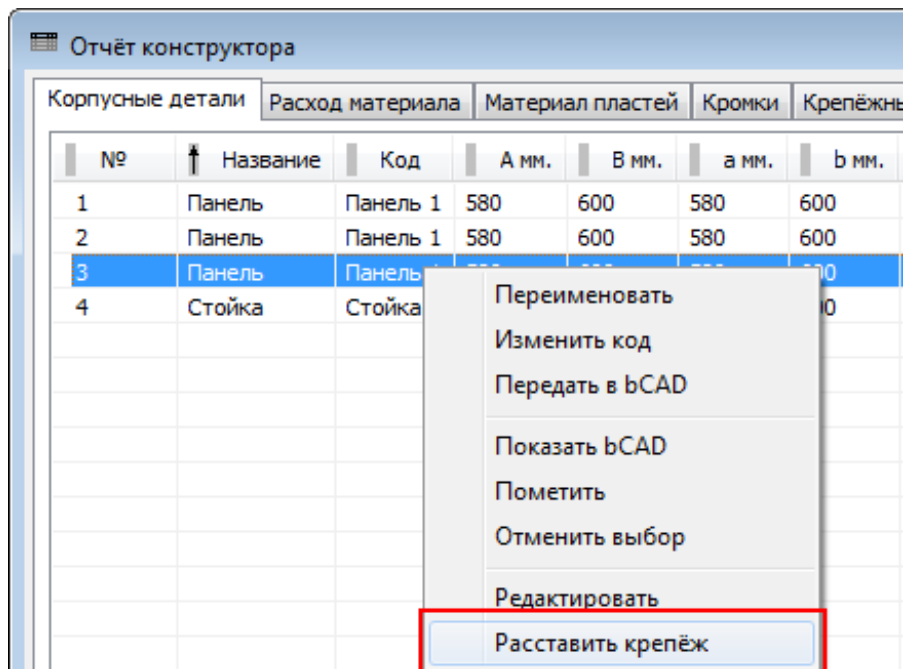 Отчёт конструктора
Корпусные детали Расход материала Материал пластей Кромки
№ Название Код A мм. B мм. a мм. b мм.
1 Панель Панель 1 580 600 580 600
2 Панель Панель 1 580 600 580 600
3 Панель Панель
4 Стойка Стойка
Переименовать
Изменить код
Передать в bCAD
Показать bCAD
Пометить
Отменить выбор
Редактировать
Расставить крепёж